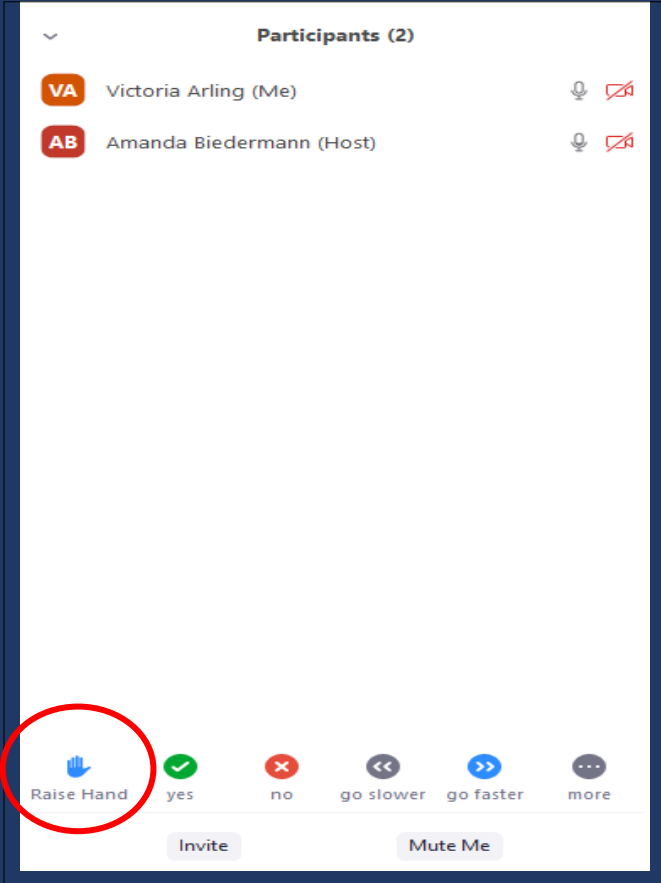 Participants (2)
VA Victoria Arling (Me)
AB Amanda Biedermann (Host)
Raise Hand yes no go slower go faster more
Invite Mute Me